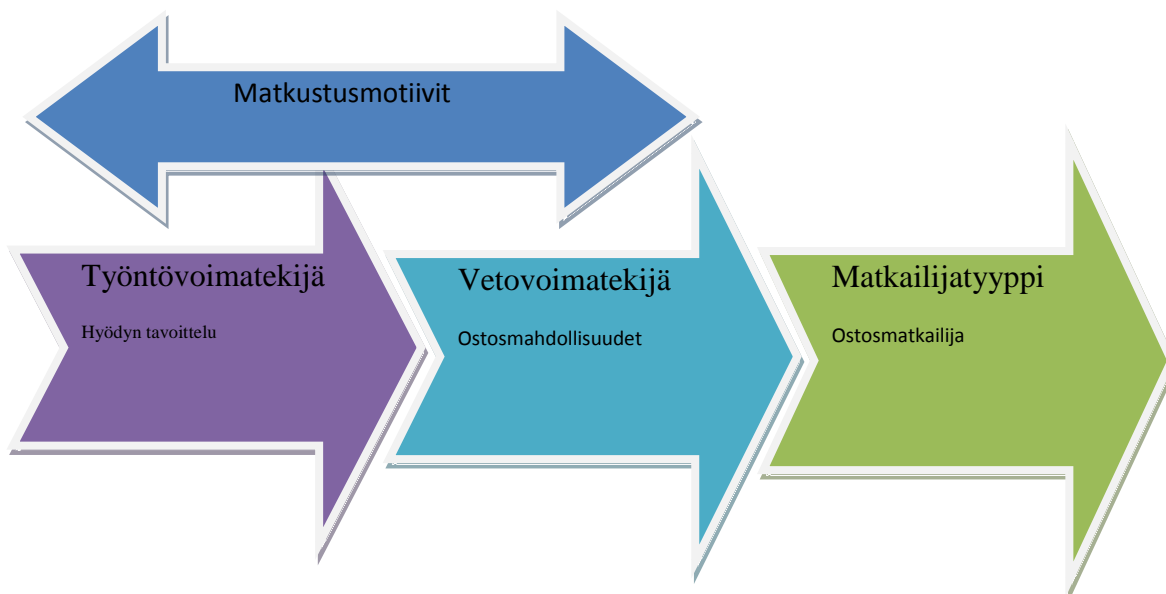 Matkustusmotiivit
Työntövoimatekijä
Hyödyn tavoittelu
Vetovoimatekijä
Ostosmahdollisuudet
Matkailijatyyppi
Ostosmatkailija